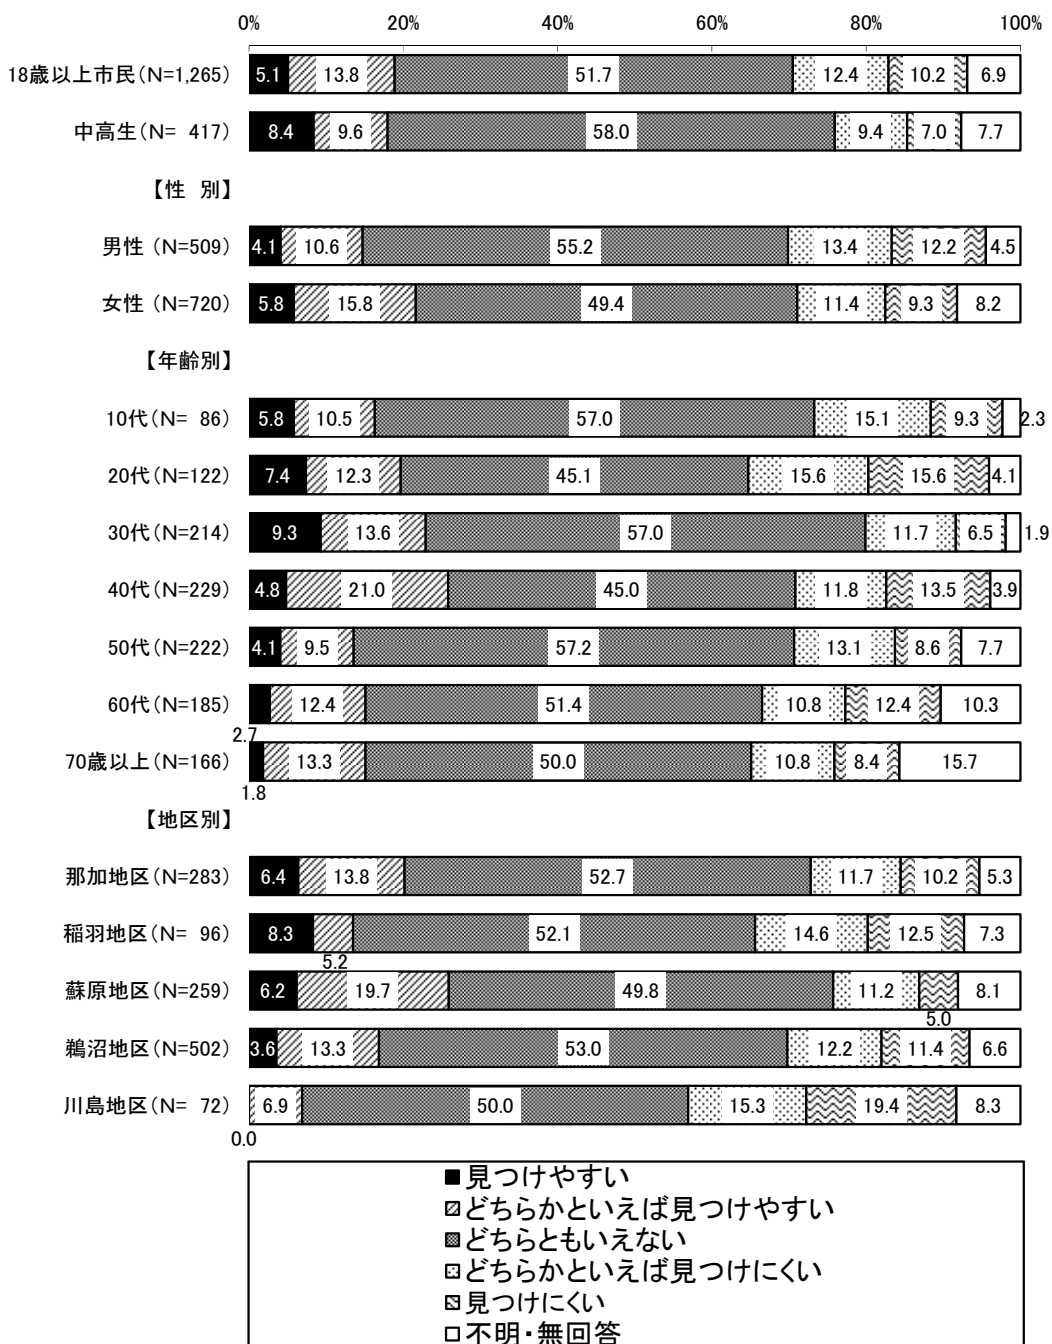 0% 20% 40% 60% 80% 100%
18歳以上市民(N=1,265) 5.1 13.8 51.7 12.4 10.2 6.9
中高生(N= 417) 8.4 9.6 58.0 9.4 7.0 7.7
【性 別】
男性 (N=509) 4.1 10.6 55.2 13.4 12.2 4.5
女性 (N=720) 5.8 15.8 49.4 11.4 9.3 8.2
【年齢別】
10代(N= 86) 5.8 10.5 57.0 15.1 9.3 2.3
20代(N=122) 7.4 12.3 45.1 15.6 15.6 4.1
30代(N=214) 9.3 13.6 57.0 11.7 6.5 1.9
40代(N=229) 4.8 21.0 45.0 11.8 13.5 3.9
50代(N=222) 4.1 9.5 57.2 13.1 8.6 7.7
60代(N=185) 2.7 12.4 51.4 10.8 12.4 10.3
70歳以上(N=166) 1.8 13.3 50.0 10.8 8.4 15.7
【地区別】
那加地区(N=283) 6.4 13.8 52.7 11.7 10.2 5.3
稲羽地区(N= 96) 8.3 5.2 52.1 14.6 12.5 7.3
蘇原地区(N=259) 6.2 19.7 49.8 11.2 5.0 8.1
鵜沼地区(N=502) 3.6 13.3 53.0 12.2 11.4 6.6
川島地区(N= 72) 0.0 6.9 50.0 15.3 19.4 8.3
見つけやすい
どちらかといえば見つけやすい
どちらともいえない
どちらかといえば見つけにくい
見つけにくい
不明・無回答